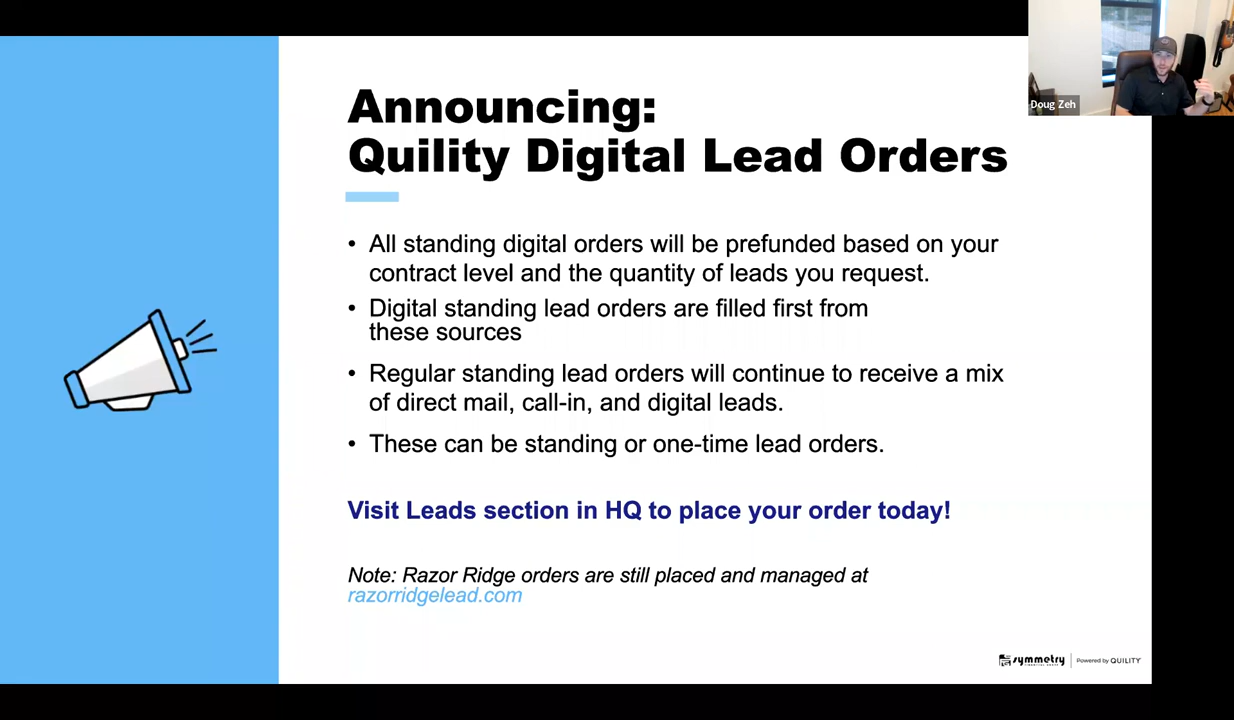 Doug Zeh
Announcing:
Quility Digital Lead Orders
• All standing digital orders will be prefunded based on your
contract level and the quantity of leads you request.
• Digital standing lead orders are filled first from
these sources
• Regular standing lead orders will continue to receive a mix
of direct mail, call-in, and digital leads.
• These can be standing or one-time lead orders.
Visit Leads section in HQ to place your order today!
Note: Razor Ridge orders are still placed and managed at
razorridgelead.com
symmetry
FINANCIAL GROUP
Powered by QUILITY